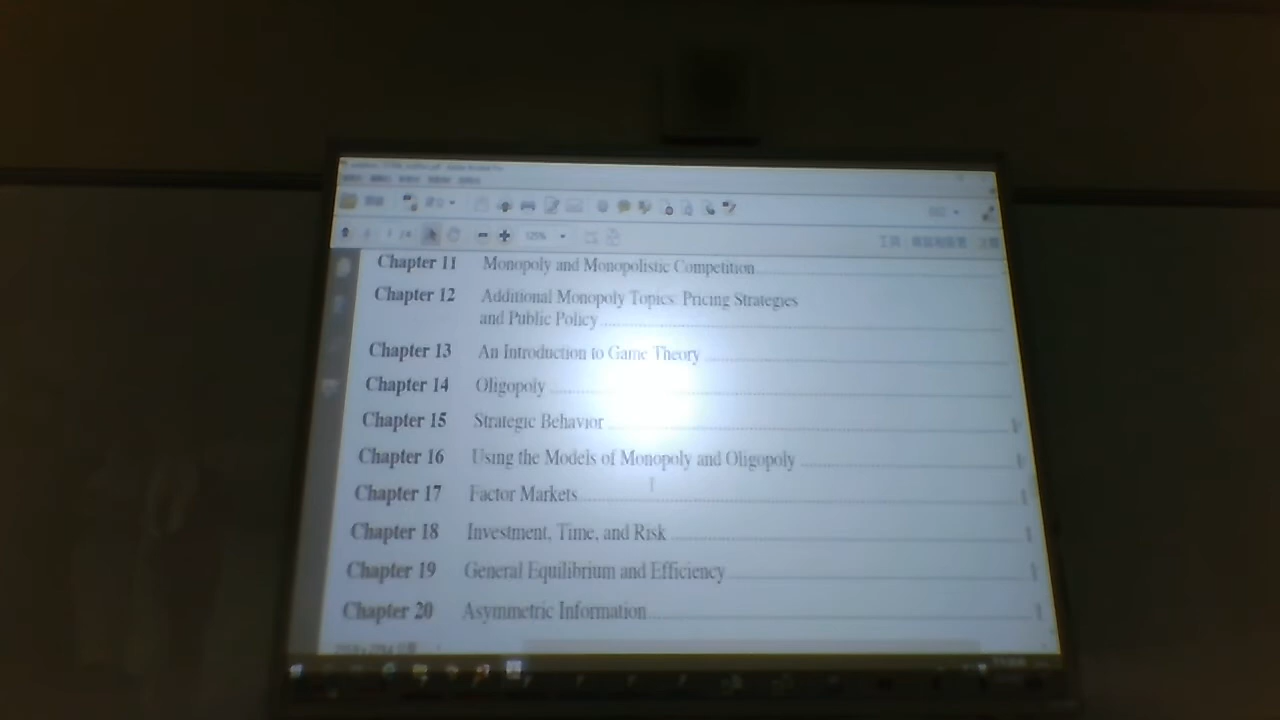 125%
Chapter 11 Monopoly and Monopolistic Competition
Chapter 12 Additional Monopoly Topics: Pricing Strategies
and Public Policy
Chapter 13 An Introduction to Game Theory
Chapter 14 Oligopoly
Chapter 15 Strategic Behavior
Chapter 16 Using the Models of Monopoly and Oligopoly
Chapter 17 Factor Markets
Chapter 18 Investment, Time, and Risk
Chapter 19 General Equilibrium and Efficiency
Chapter 20 Asymmetric Information